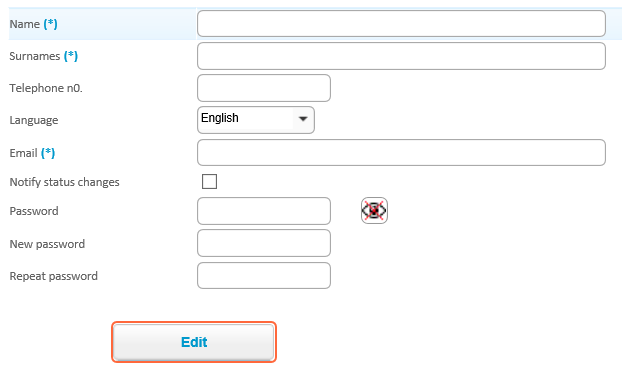 Name (*)
Surnames (*)
Telephone n0.
Language English
Email (*)
Notify status changes
Password
New password
Repeat password
Edit